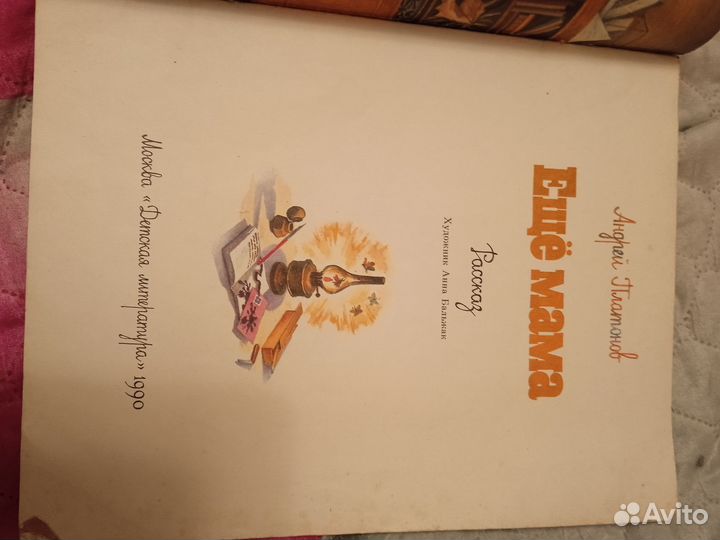 Андрей Платонов
Ещё мама
Рассказ
Художник Анна Бальжак
Москва «Детская литература» 1990
Avito